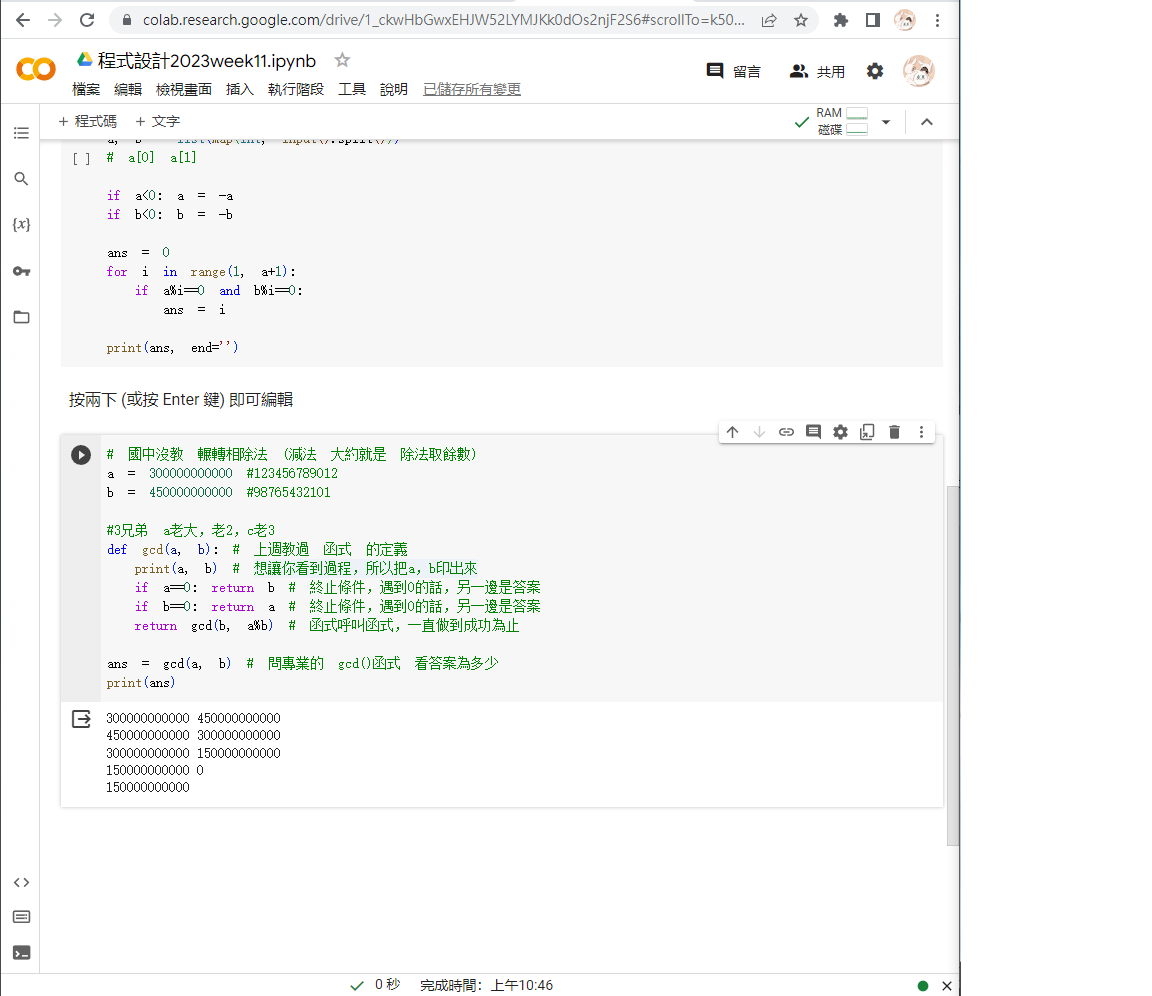 colab.research.google.com/drive/1_ckwHbGwxEHJW52LYMJKk0dOs2njF2S6#scrollTo=k50...
程式設計2023week11.ipynb
留言 共用
檔案 編輯 檢視畫面 插入 執行階段 工具 說明 已儲存所有變更
+ 程式碼 + 文字
RAM
磁碟
a, b = list(map(int, input().split()))
[ ] # a[0] a[1]
if a<0: a = -a
if b<0: b = -b
ans = 0
for i in range(1, a+1):
if a%i==0 and b%i==0:
ans = i
print(ans, end='')
按兩下 (或按 Enter 鍵) 即可編輯
# 國中沒教 輾轉相除法 (減法 大約就是 除法取餘數)
a = 300000000000 #123456789012
b = 450000000000 #98765432101
#3兄弟 a老大, 老2, c老3
def gcd(a, b): # 上週教過 函式 的定義
print(a, b) # 想讓你看到過程, 所以把a, b印出來
if a==0: return b # 終止條件, 遇到0的話, 另一邊是答案
if b==0: return a # 終止條件, 遇到0的話, 另一邊是答案
return gcd(b, a%b) # 函式呼叫函式, 一直做到成功為止
ans = gcd(a, b) # 問專業的 gcd()函式 看答案為多少
print(ans)
300000000000 450000000000
450000000000 300000000000
300000000000 150000000000
150000000000 0
150000000000
0 秒 完成時間: 上午10:46